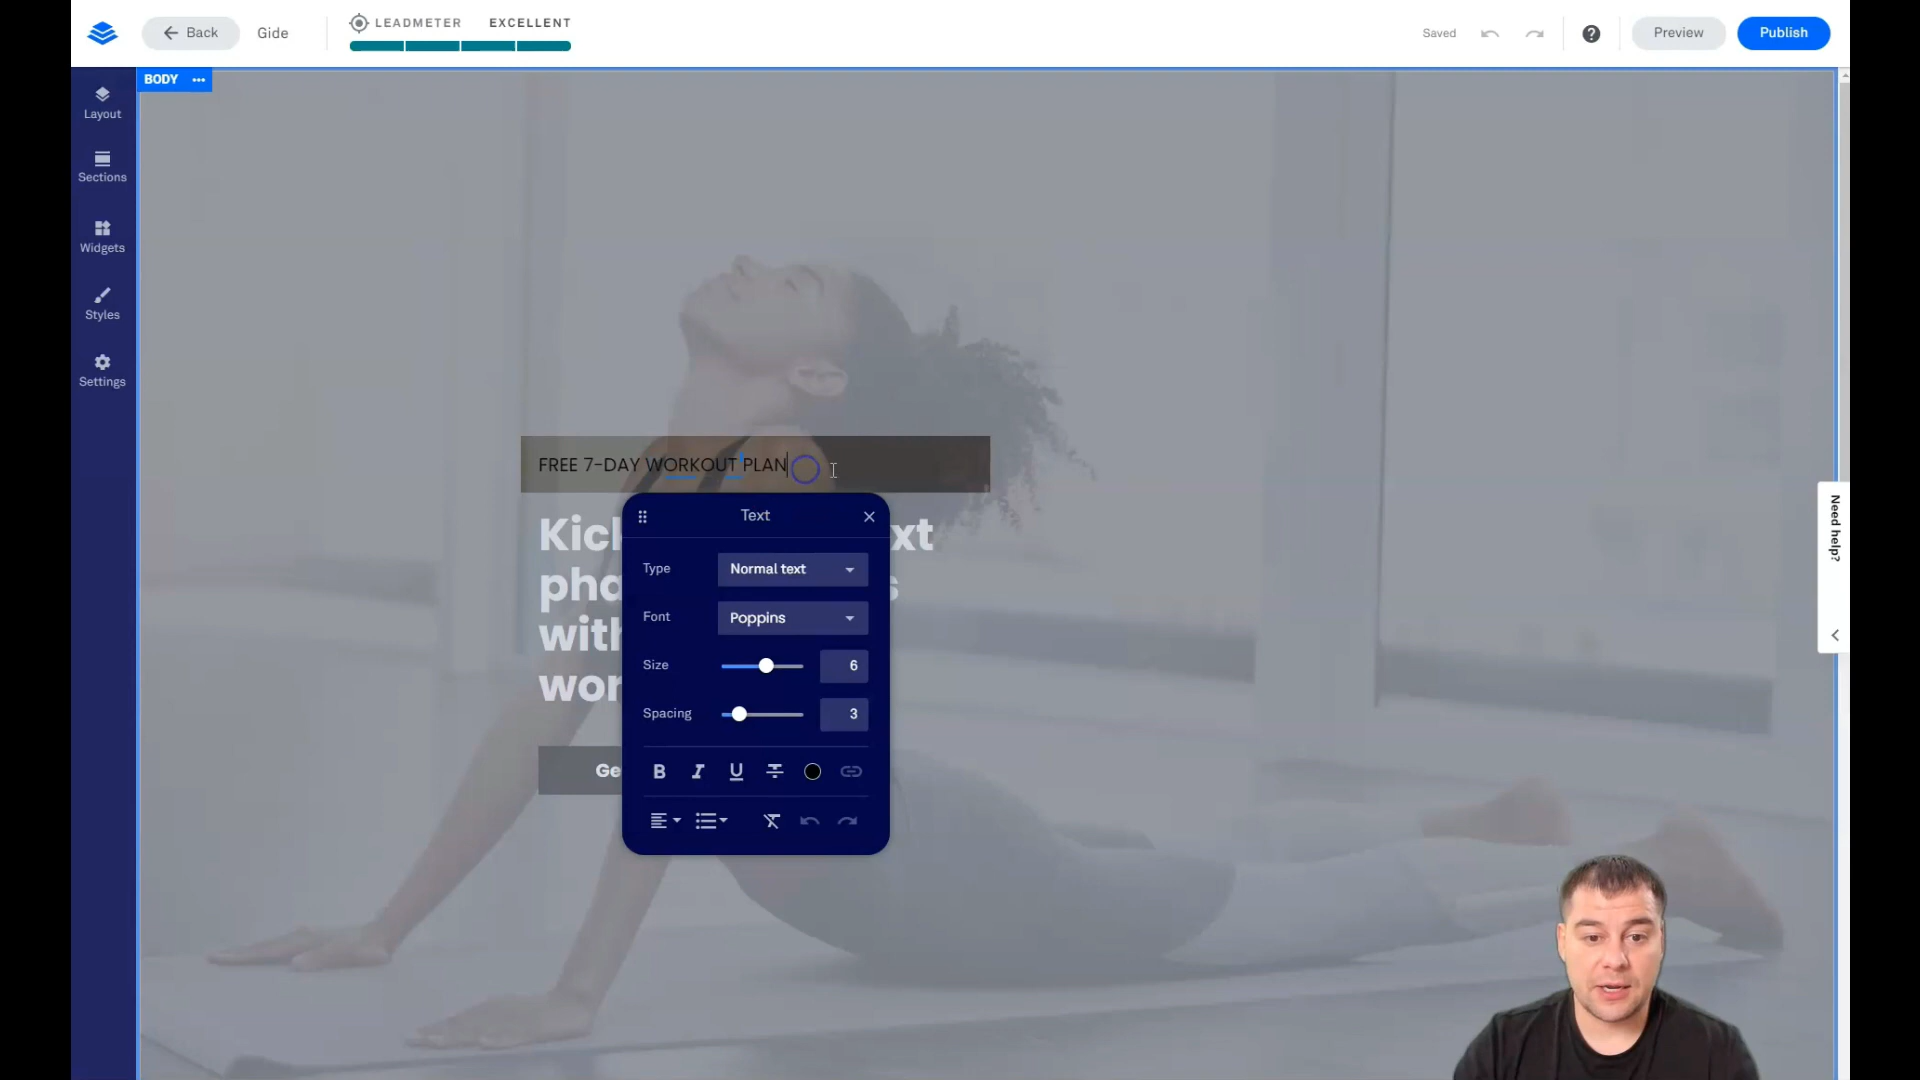 Back
Gide
LEADMETER EXCELLENT
Saved
Preview
Publish
BODY
Layout
Sections
Widgets
Styles
Settings
FREE 7-DAY WORKOUT PLAN
Text
Type Normal text
Font Poppins
Size 6
Spacing 3
Need help?